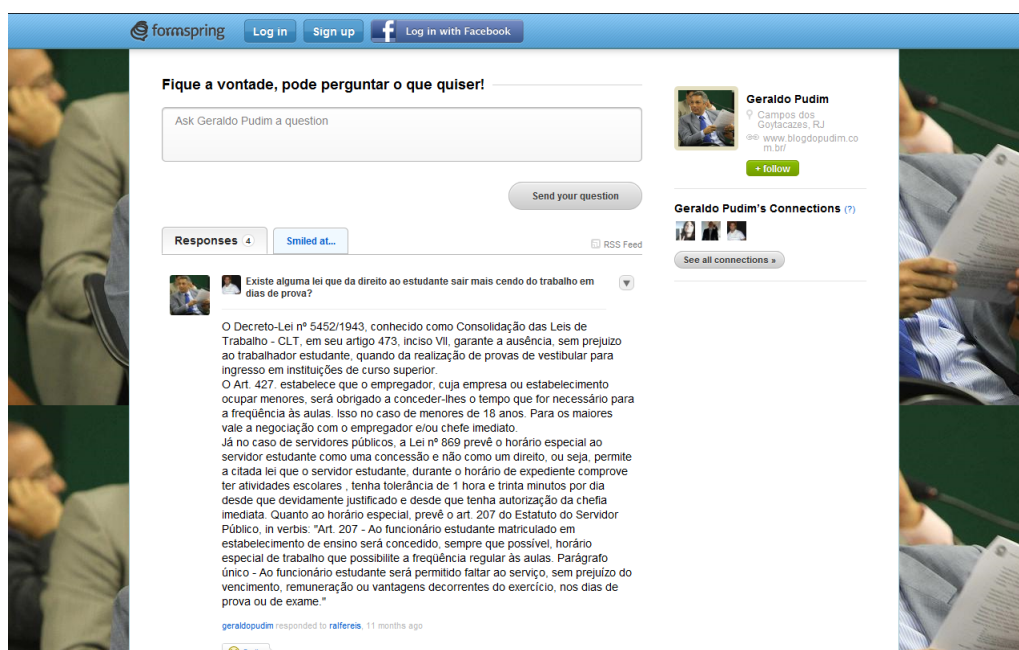 formspring
Log in
Sign up
Log in with Facebook
Fique a vontade, pode perguntar o que quiser!
Ask Geraldo Pudim a question
Send your question
Responses 4
Smiled at...
RSS Feed
Existe alguma lei que da direito ao estudante sair mais cendo do trabalho em
dias de prova?
O Decreto-Lei nº 5452/1943, conhecido como Consolidação das Leis de
Trabalho - CLT, em seu artigo 473, inciso VII, garante a ausência, sem prejuizo
ao trabalhador estudante, quando da realização de provas de vestibular para
ingresso em instituições de curso superior.
O Art. 427. estabelece que o empregador, cuja empresa ou estabelecimento
ocupar menores, será obrigado a conceder-lhes o tempo que for necessário para
a freqüência às aulas. Isso no caso de menores de 18 anos. Para os maiores
vale a negociação com o empregador e/ou chefe imediato.
Já no caso de servidores públicos, a Lei nº 869 prevê o horário especial ao
servidor estudante como uma concessão e não como um direito, ou seja, permite
a citada lei que o servidor estudante, durante o horário de expediente comprove
ter atividades escolares , tenha tolerância de 1 hora e trinta minutos por dia
desde que devidamente justificado e desde que tenha autorização da chefia
imediata. Quanto ao horário especial, prevê o art. 207 do Estatuto do Servidor
Público, in verbis: "Art. 207 - Ao funcionário estudante matriculado em
estabelecimento de ensino será concedido, sempre que possível, horário
especial de trabalho que possibilite a freqüência regular às aulas. Parágrafo
único - Ao funcionário estudante será permitido faltar ao serviço, sem prejuízo do
vencimento, remuneração ou vantagens decorrentes do exercício, nos dias de
prova ou de exame."
geraldopudim responded to ralfereis, 11 months ago
Geraldo Pudim
Campos dos
Goytacazes, RJ
www.blogdopudim.co
m.br/
+ follow
Geraldo Pudim's Connections (?)
See all connections »